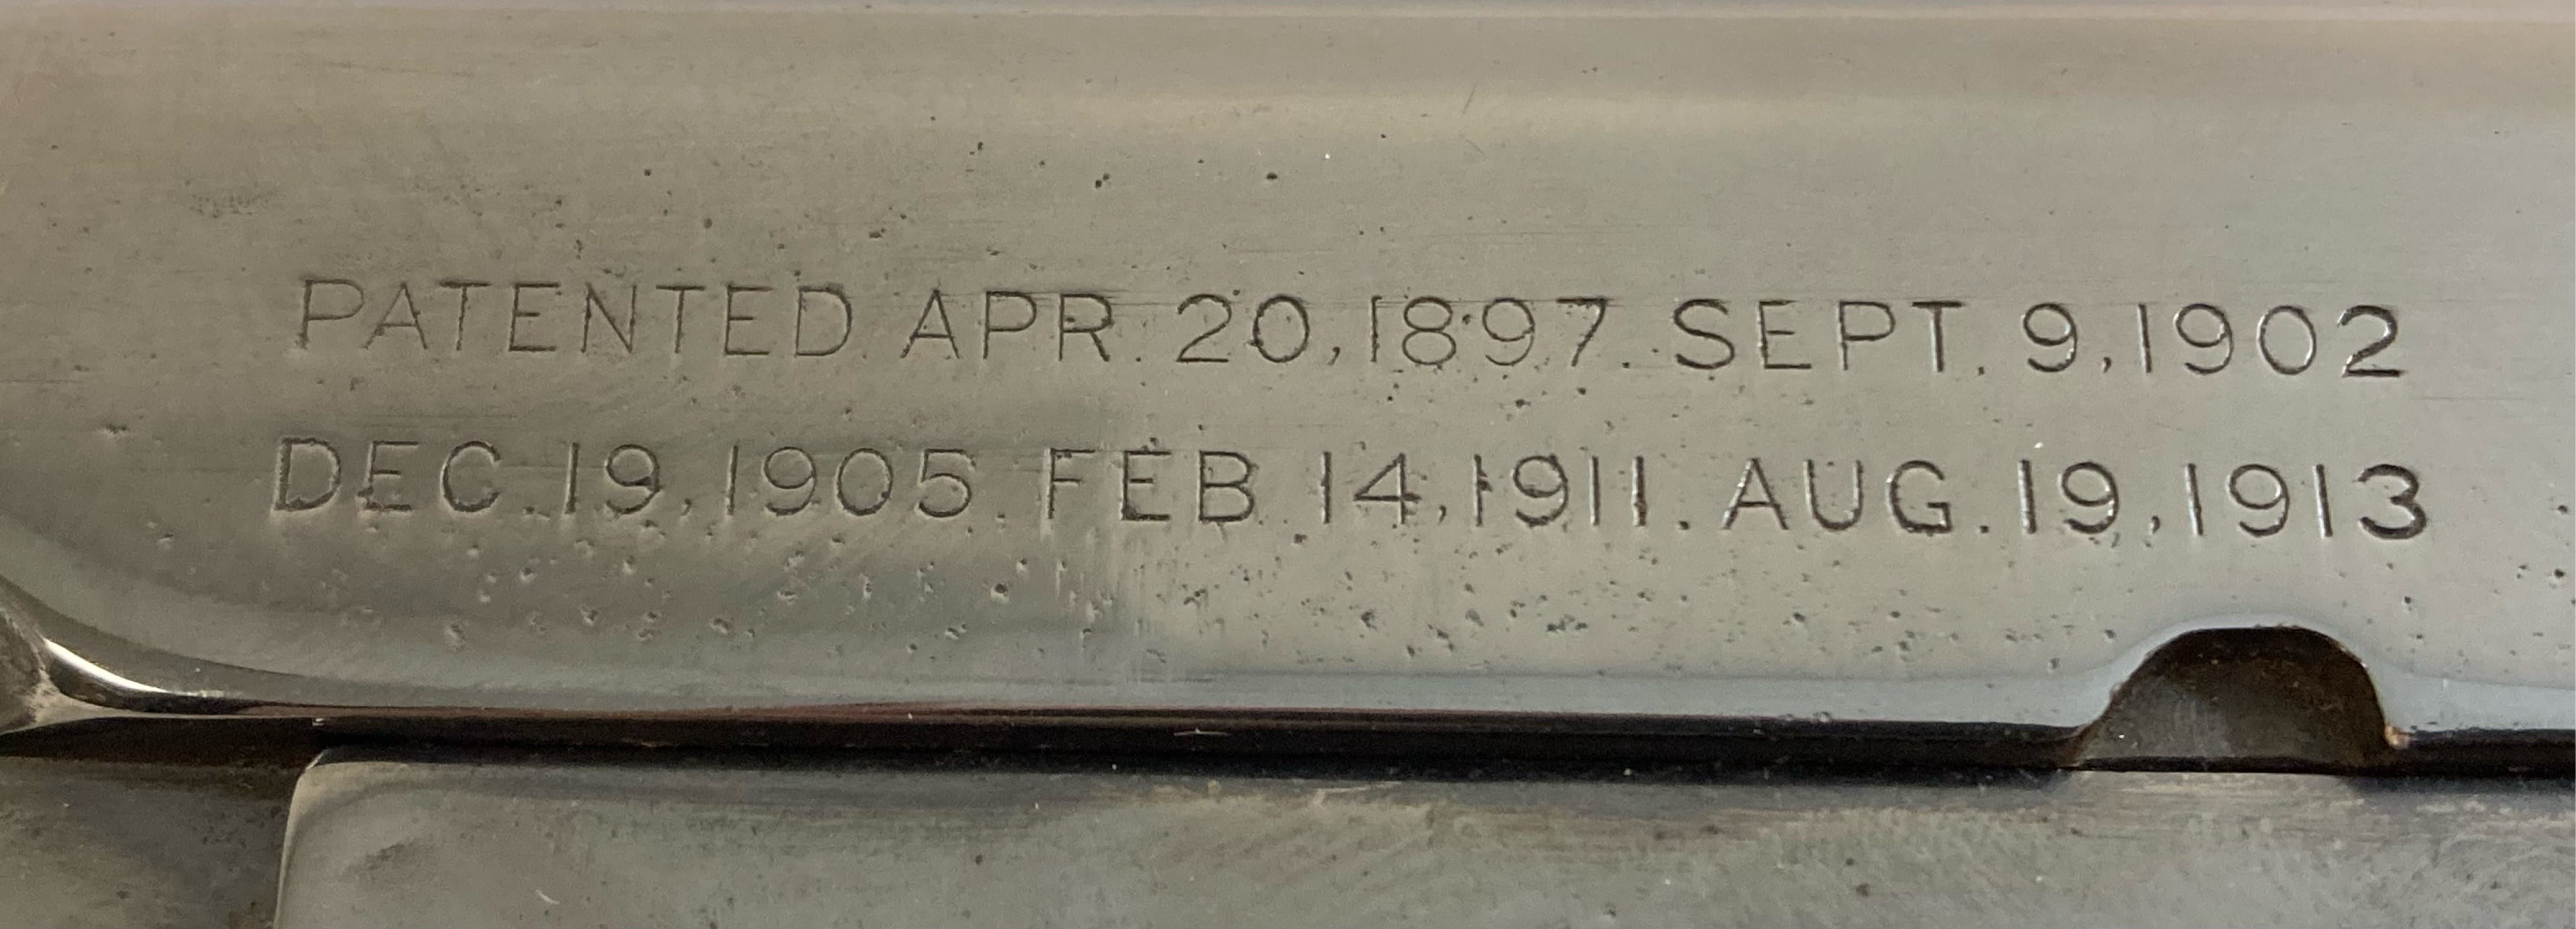 PATENTED APR. 20,1897. SEPT. 9,1902
DEC.19,1905. FEB 14,1911. AUG.19,1913